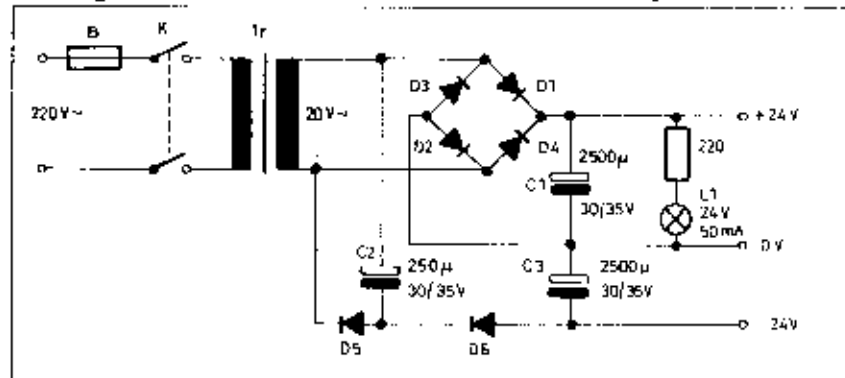 B
K
Tr
220V~
20V~
D3
D1
D2
D4
2500µ
C1
30/35V
220
L1
24V
50mA
+24V
0V
C2
250µ
30/35V
C3
2500µ
30/35V
24V
D5
D6